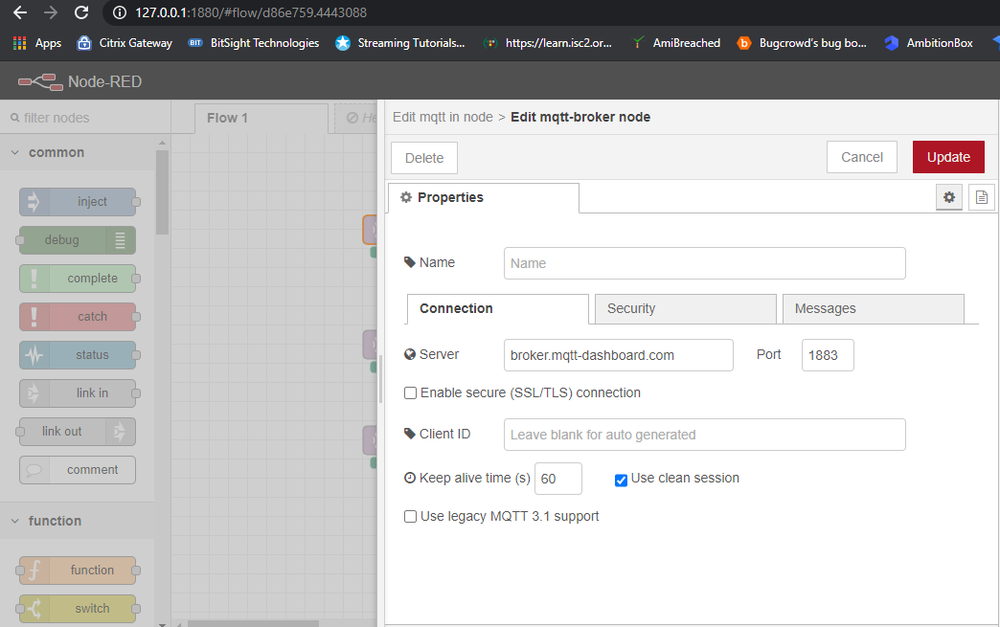 127.0.0.1:1880/#flow/d86e759.4443088
Apps Citrix Gateway BIT BitSight Technologies Streaming Tutorials... https://learn.isc2.or... AmiBreached b Bugcrowd's bug bo... AmbitionBox
Node-RED
filter nodes
Flow 1
He
Edit mqtt in node > Edit mqtt-broker node
common
Delete
Cancel
Update
Properties
inject
debug
complete
catch
status
link in
link out
comment
function
function
switch
Name
Name
Connection
Security
Messages
Server
broker.mqtt-dashboard.com
Port
1883
Enable secure (SSL/TLS) connection
Client ID
Leave blank for auto generated
Keep alive time (s)
60
Use clean session
Use legacy MQTT 3.1 support